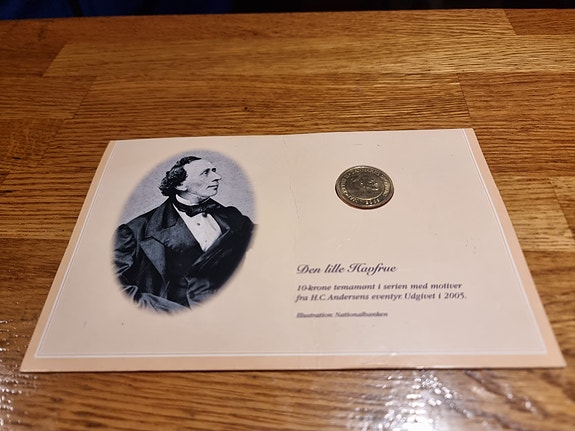 Den lille Havfrue
10-krone temamønt i serien med motiver
fra H.C. Andersens eventyr. Udgivet i 2005.
Illustration: Nationalbanken